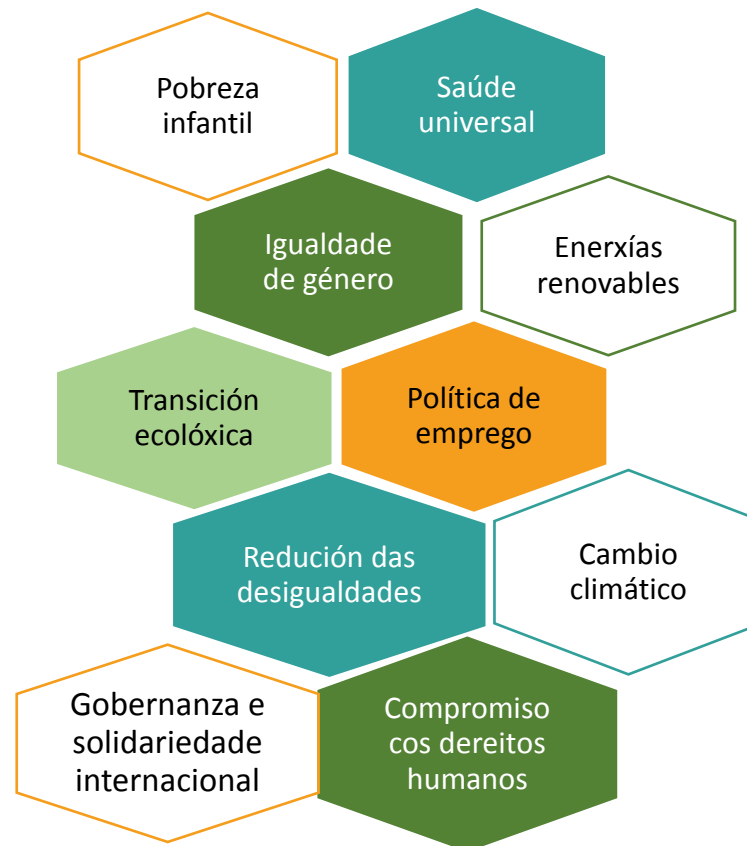 Pobreza
infantil
Saúde
universal
Igualdade
de género
Enerxías
renovables
Transición
ecolóxica
Política de
emprego
Redución das
desigualdades
Cambio
climático
Gobernanza e
solidariedade
internacional
Compromiso
cos dereitos
humanos